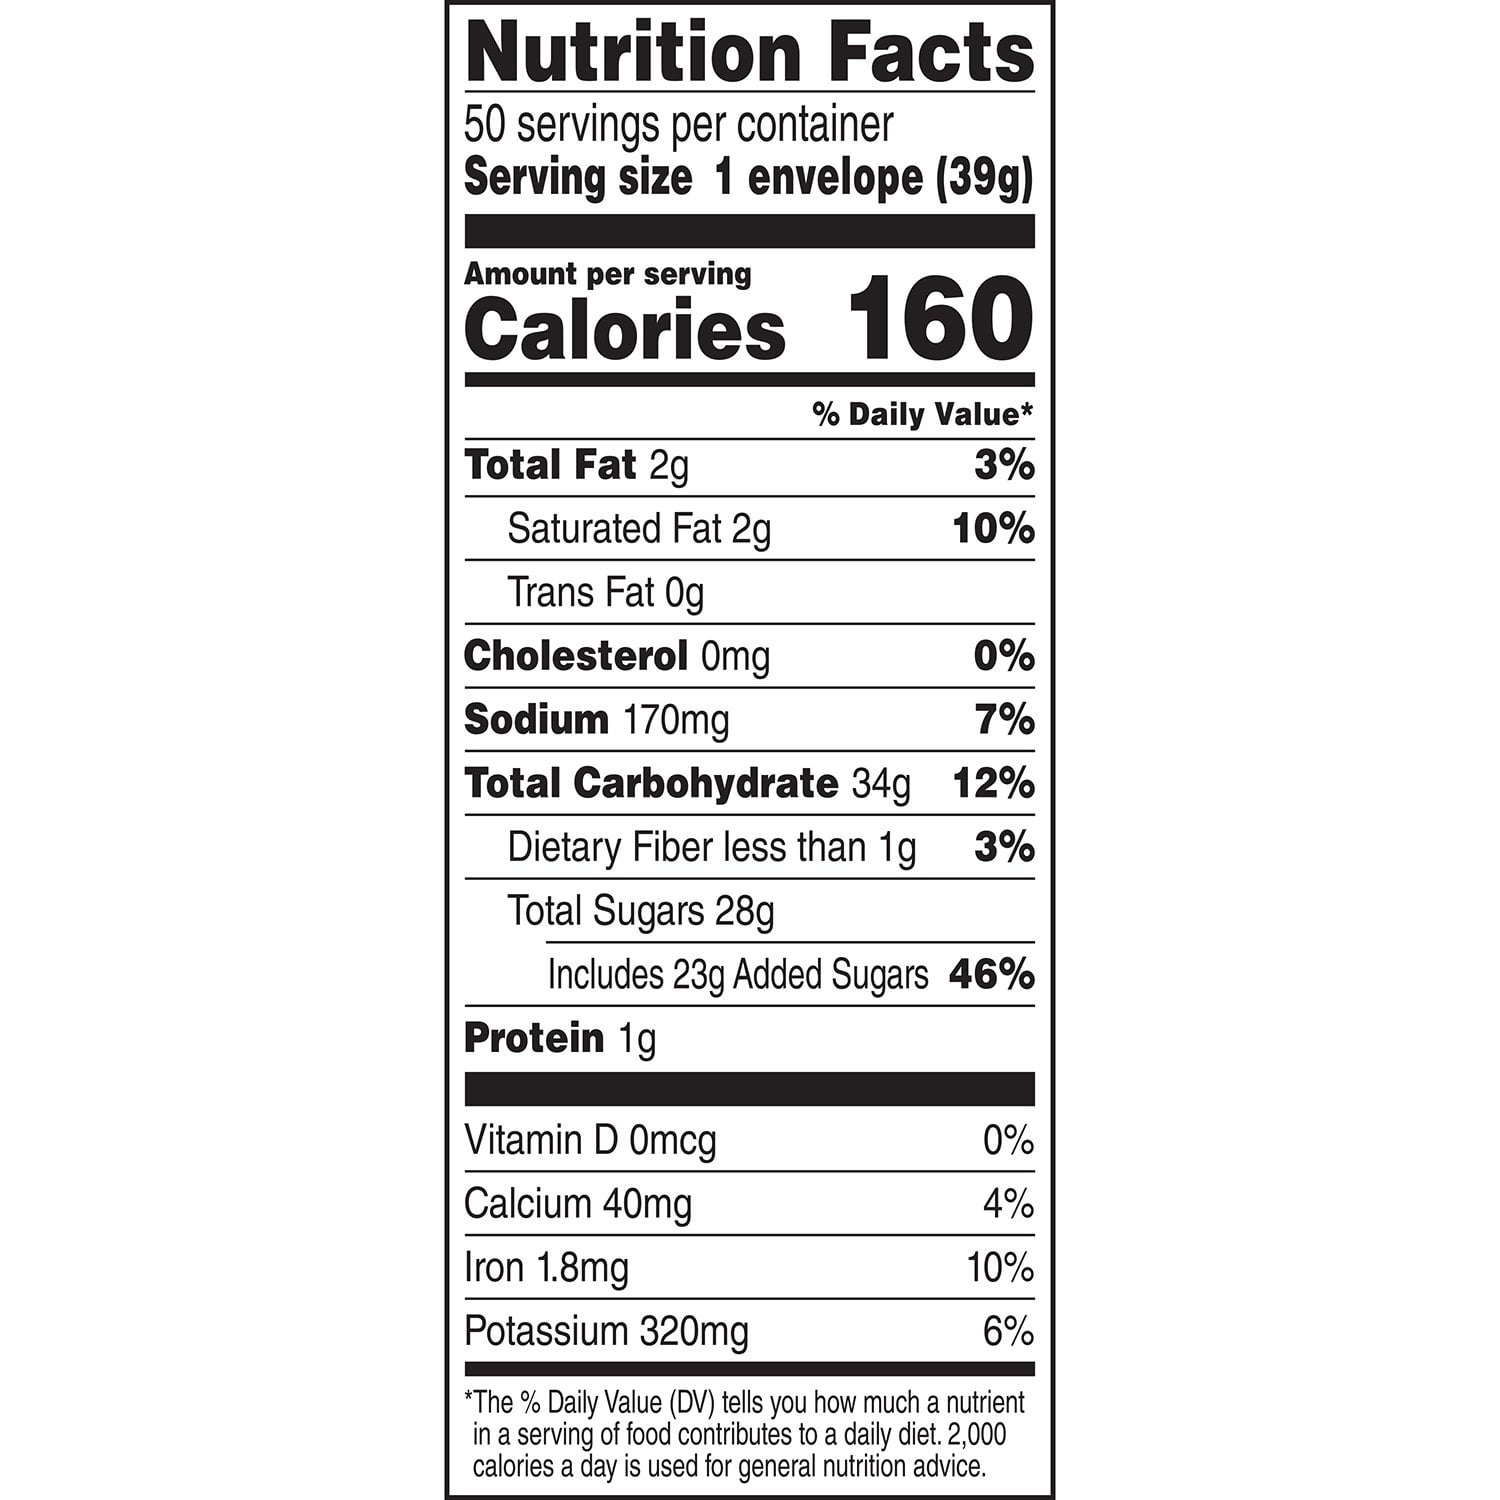 Nutrition Facts
50 servings per container
Serving size 1 envelope (39g)
Amount per serving
Calories 160
% Daily Value*
Total Fat 2g 3%
Saturated Fat 2g 10%
Trans Fat 0g
Cholesterol 0mg 0%
Sodium 170mg 7%
Total Carbohydrate 34g 12%
Dietary Fiber less than 1g 3%
Total Sugars 28g
Includes 23g Added Sugars 46%
Protein 1g
Vitamin D 0mcg 0%
Calcium 40mg 4%
Iron 1.8mg 10%
Potassium 320mg 6%
*The % Daily Value (DV) tells you how much a nutrient
in a serving of food contributes to a daily diet. 2,000
calories a day is used for general nutrition advice.